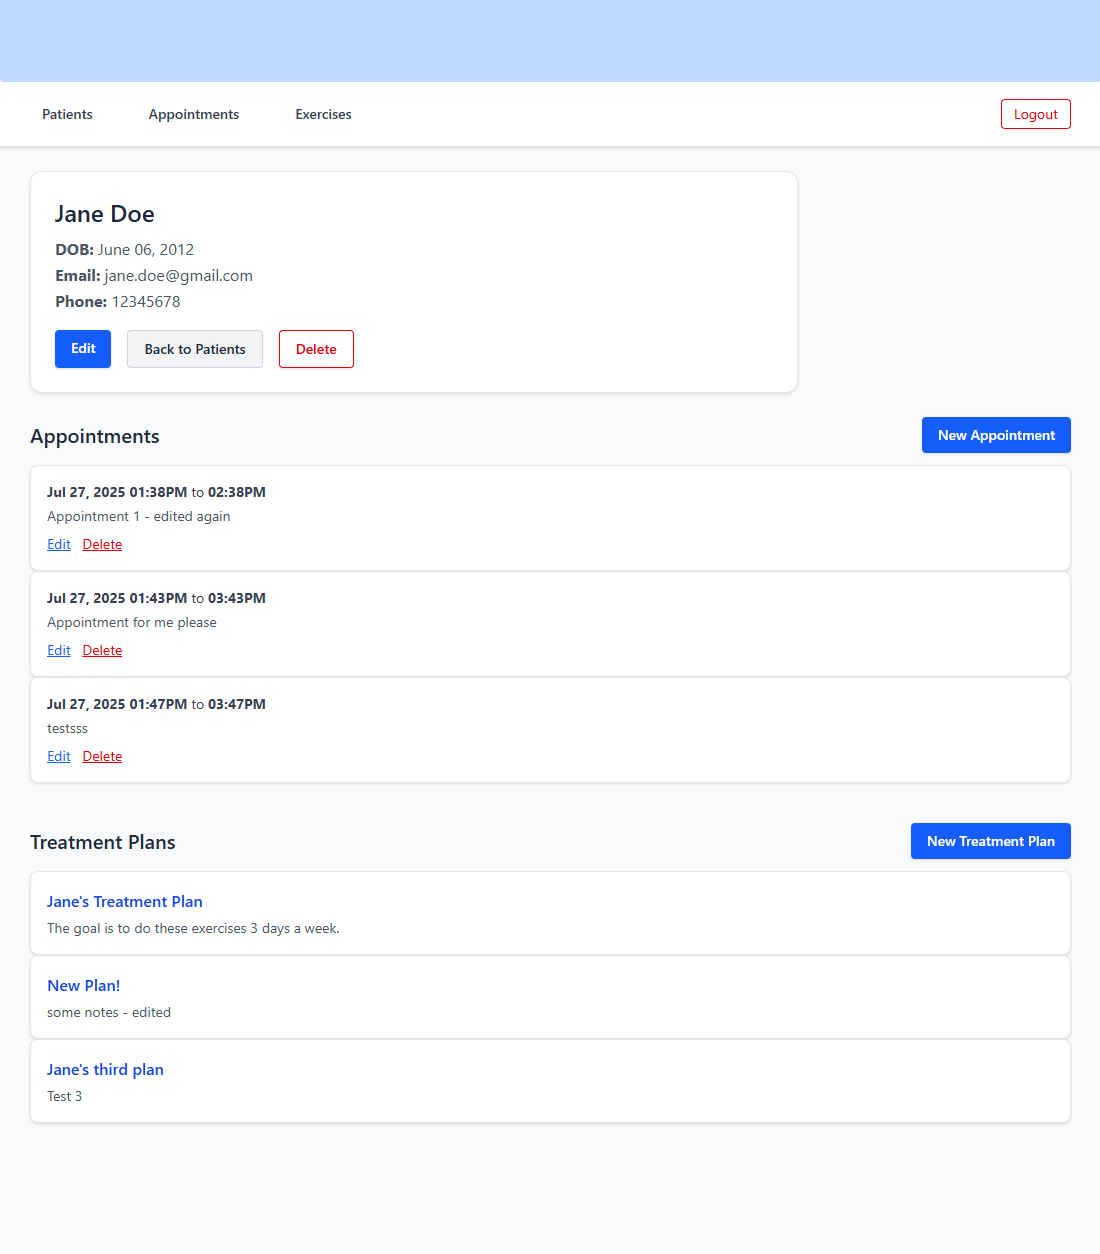 Patients Appointments Exercises Logout
Jane Doe
DOB: June 06, 2012
Email: jane.doe@gmail.com
Phone: 12345678
Edit Back to Patients Delete
Appointments New Appointment
Jul 27, 2025 01:38PM to 02:38PM
Appointment 1 - edited again
Edit Delete
Jul 27, 2025 01:43PM to 03:43PM
Appointment for me please
Edit Delete
Jul 27, 2025 01:47PM to 03:47PM
testsss
Edit Delete
Treatment Plans New Treatment Plan
Jane's Treatment Plan
The goal is to do these exercises 3 days a week.
New Plan!
some notes - edited
Jane's third plan
Test 3